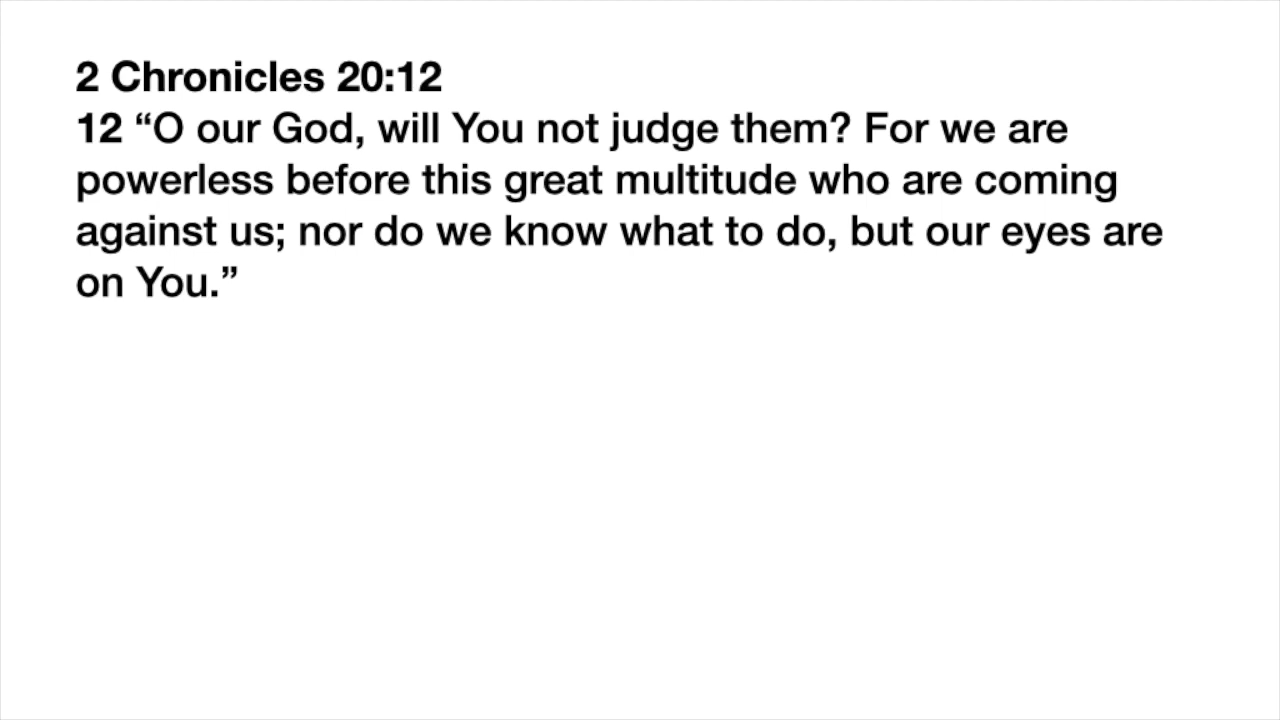 2 Chronicles 20:12
12 “O our God, will You not judge them? For we are
powerless before this great multitude who are coming
against us; nor do we know what to do, but our eyes are
on You.”